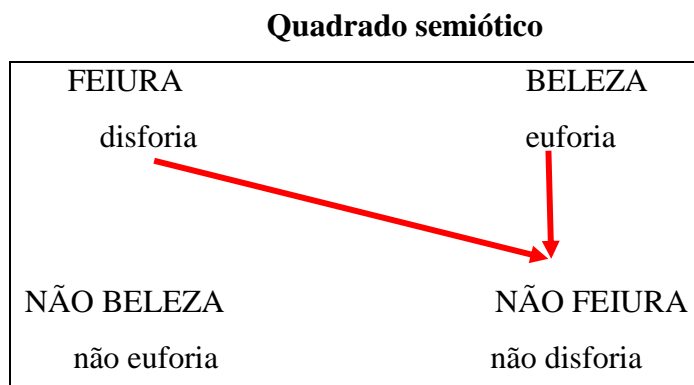 Quadrado semiótico
FEIURA BELEZA
disforia euforia
NÃO BELEZA NÃO FEIURA
não euforia não disforia